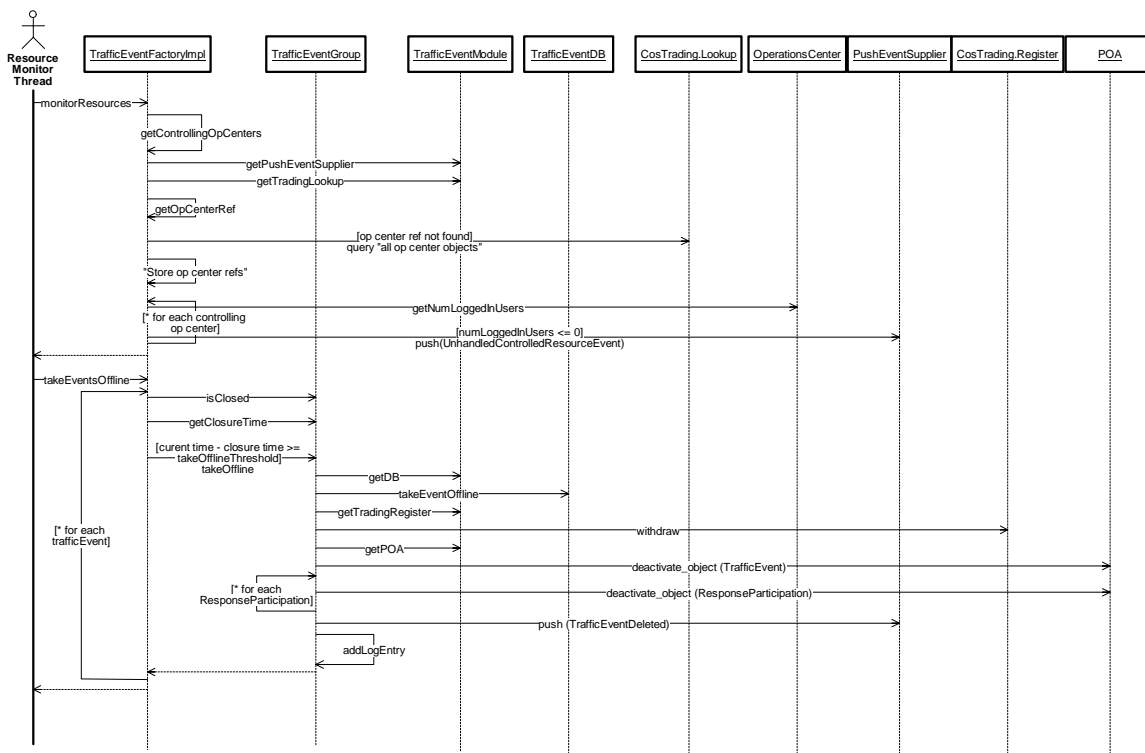 Resource
Monitor
Thread
TrafficEventFactoryImpl
TrafficEventGroup
TrafficEventModule
TrafficEventDB
CosTrading.Lookup
OperationsCenter
PushEventSupplier
CosTrading.Register
POA
monitorResources
getControllingOpCenters
getPushEventSupplier
getTradingLookup
getOpCenterRef
[op center ref not found]
query "all op center objects"
"Store op center refs"
getNumLoggedInUsers
[* for each controlling
op center]
[numLoggedInUsers <= 0]
push(UnhandledControlledResourceEvent)
takeEventsOffline
isClosed
getClosureTime
[curent time - closure time >=
takeOfflineThreshold]
takeOffline
getDB
takeEventOffline
getTradingRegister
[* for each
trafficEvent]
withdraw
getPOA
deactivate_object (TrafficEvent)
[* for each
ResponseParticipation]
deactivate_object (ResponseParticipation)
push (TrafficEventDeleted)
addLogEntry